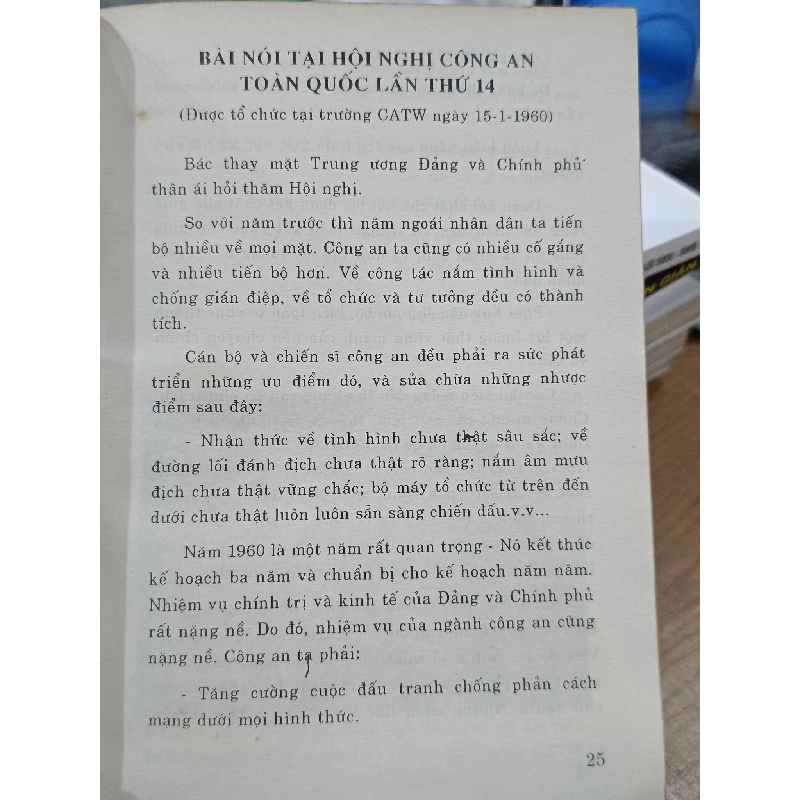 BÀI NÓI TẠI HỘI NGHỊ CÔNG AN
TOÀN QUỐC LẦN THỨ 14
(Được tổ chức tại trường CATW ngày 15-1-1960)
Bác thay mặt Trung ương Đảng và Chính phủ
thân ái hỏi thăm Hội nghị.
So với năm trước thì năm ngoái nhân dân ta tiến
bộ nhiều về mọi mặt. Công an ta cũng có nhiều cố gắng
và nhiều tiến bộ hơn. Về công tác nắm tình hình và
chống gián điệp, về tổ chức và tư tưởng đều có thành
tích.
Cán bộ và chiến sĩ công an đều phải ra sức phát
triển những ưu điểm đó, và sửa chữa những nhược
điểm sau đây:
- Nhận thức về tình hình chưa thật sâu sắc; về
đường lối đánh địch chưa thật rõ ràng; nắm âm mưu
địch chưa thật vững chắc; bộ máy tổ chức từ trên đến
dưới chưa thật luôn luôn sẵn sàng chiến đấu.v.v...
Năm 1960 là một năm rất quan trọng - Nó kết thúc
kế hoạch ba năm và chuẩn bị cho kế hoạch năm năm.
Nhiệm vụ chính trị và kinh tế của Đảng và Chính phủ
rất nặng nề. Do đó, nhiệm vụ của ngành công an cũng
nặng nề. Công an ta phải:
- Tăng cường cuộc đấu tranh chống phản cách
mạng dưới mọi hình thức.
25